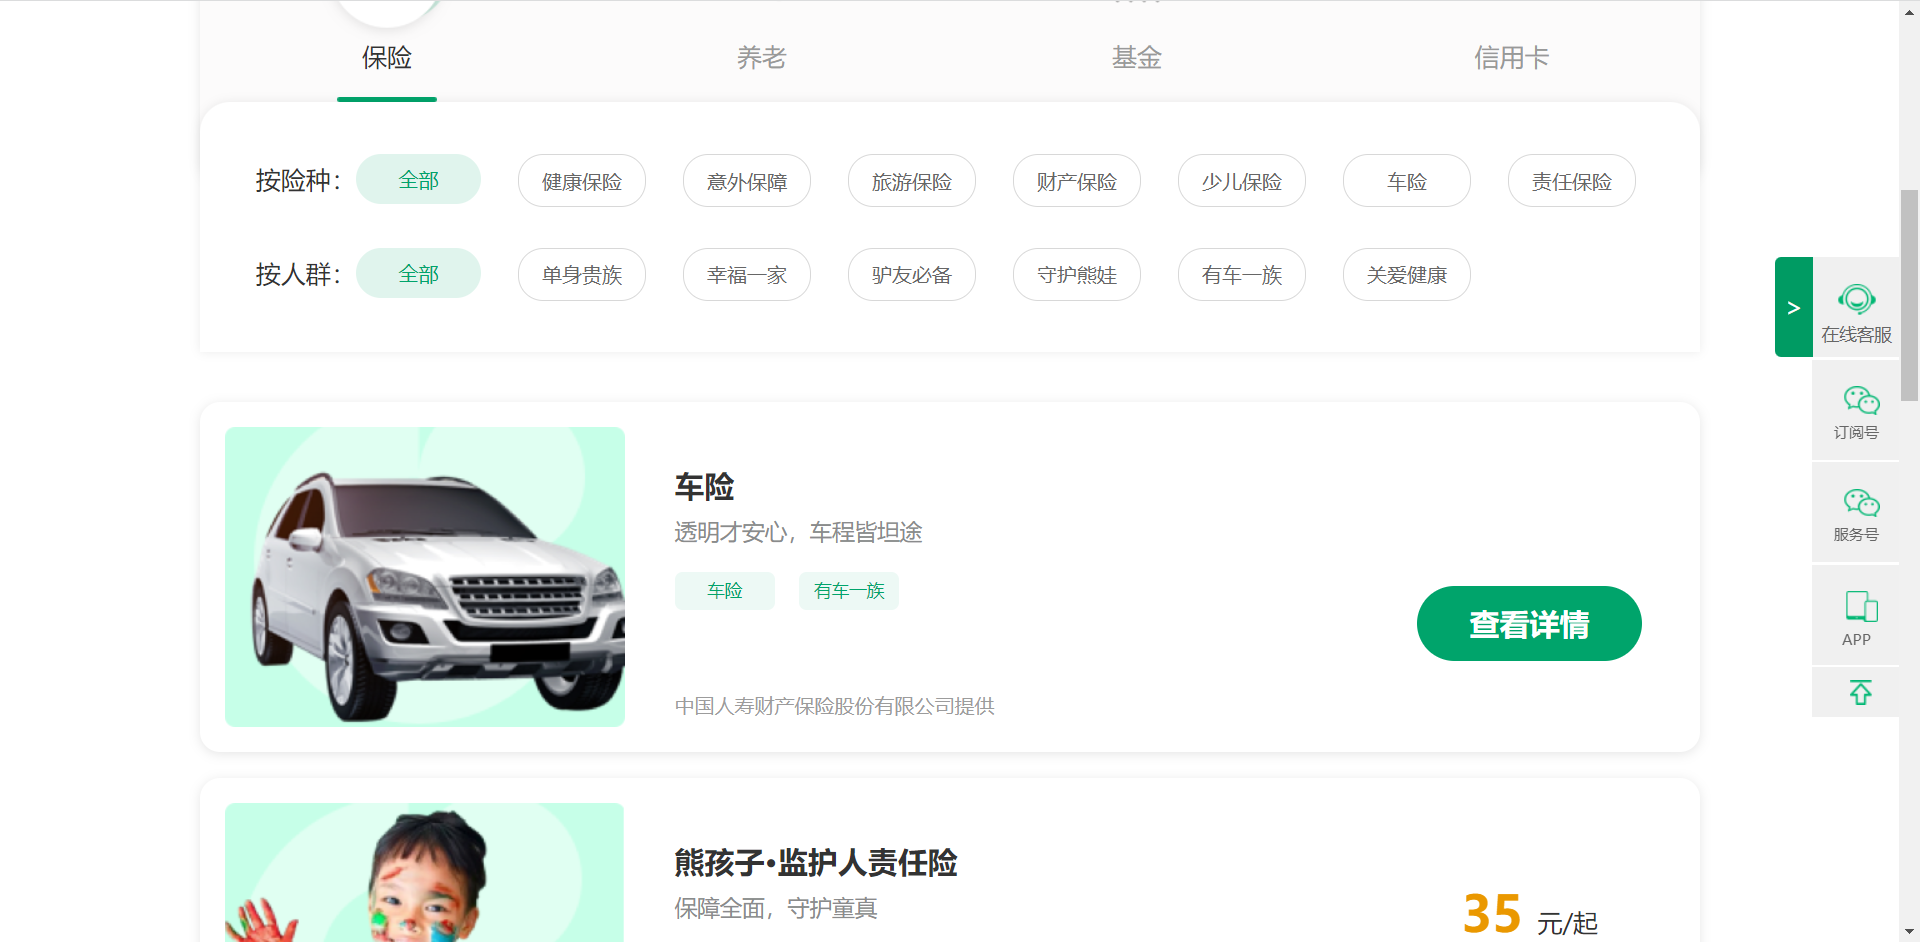 保险 养老 基金 信用卡
按险种： 全部 健康保险 意外保障 旅游保险 财产保险 少儿保险 车险 责任保险
按人群： 全部 单身贵族 幸福一家 驴友必备 守护熊娃 有车一族 关爱健康
>
在线客服
订阅号
服务号
APP
车险
透明才安心，车程皆坦途
车险 有车一族
查看详情
中国人寿财产保险股份有限公司提供
熊孩子•监护人责任险
保障全面，守护童真
35 元/起